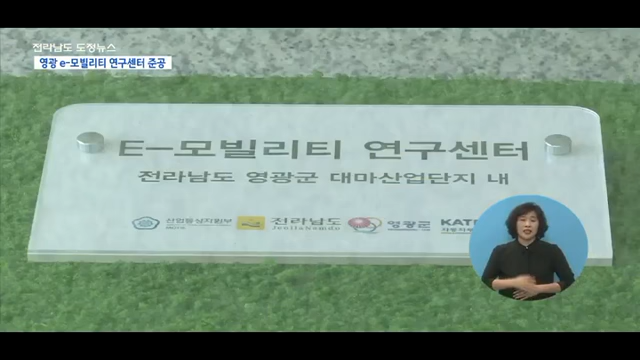 전라남도 도정뉴스
영광 e-모빌리티 연구센터 준공
E-모빌리티 연구센터
전라남도 영광군 대마산업단지 내
산업통상자원부 전라남도 영광군 KAT
JeollaNamdo